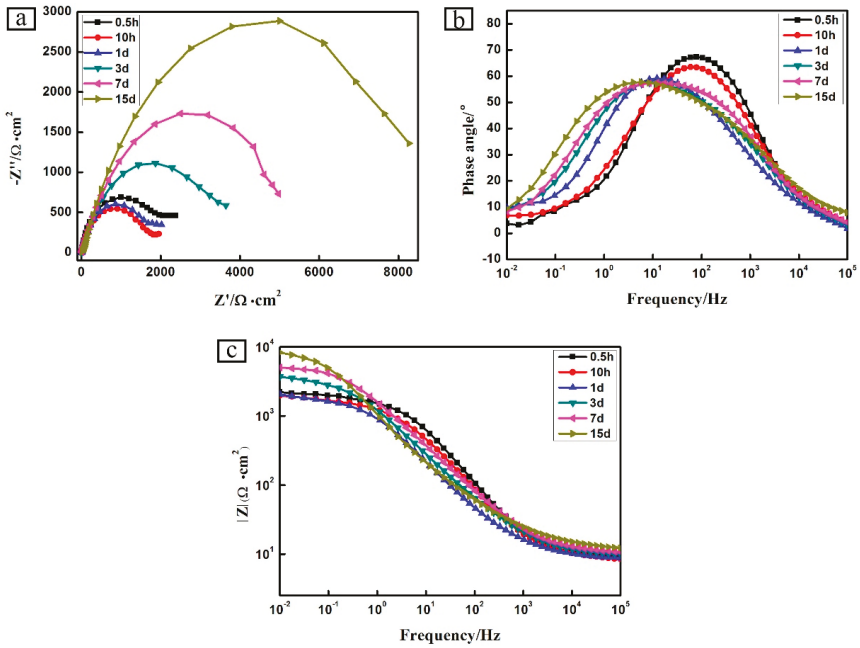 a
3000
2500
2000
1500
1000
500
0
-Z''/Ω •cm²
0.5h
10h
1d
3d
7d
15d
0 2000 4000 6000 8000
Z'/Ω •cm²
b
90
80
70
60
50
40
30
20
10
0
-10
Phase angle/°
0.5h
10h
1d
3d
7d
15d
10⁻² 10⁻¹ 10⁰ 10¹ 10² 10³ 10⁴ 10⁵
Frequency/Hz
c
10⁴
10³
10²
10¹
|Z|(Ω •cm²)
0.5h
10h
1d
3d
7d
15d
10⁻² 10⁻¹ 10⁰ 10¹ 10² 10³ 10⁴ 10⁵
Frequency/Hz